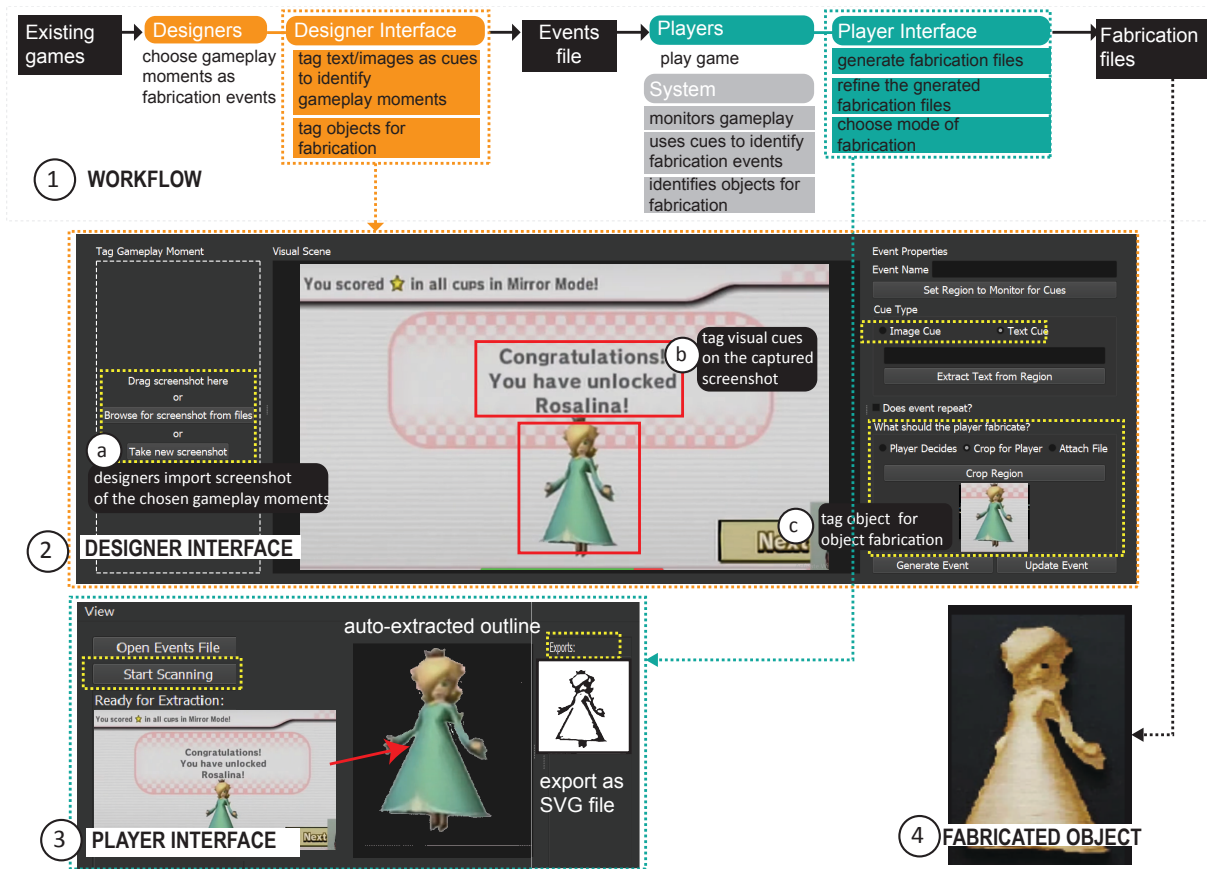 Existing
games
Designers
choose gameplay
moments as
fabrication events
Designer Interface
tag text/images as cues
to identify
gameplay moments
tag objects for
fabrication
Events
file
Players
play game
System
monitors gameplay
uses cues to identify
fabrication events
identifies objects for
fabrication
Player Interface
generate fabrication files
refine the gnerated
fabrication files
choose mode of
fabrication
Fabrication
files
1 WORKFLOW
Tag Gameplay Moment
Drag screenshot here
or
Browse for screenshot from files
or
Take new screenshot
a
designers import screenshot
of the chosen gameplay moments
2 DESIGNER INTERFACE
Visual Scene
You scored in all cups in Mirror Mode!
Congratulations!
You have unlocked
Rosalina!
b
tag visual cues
on the captured
screenshot
Next
c
tag object for
object fabrication
Event Properties
Event Name
Set Region to Monitor for Cues
Cue Type
Image Cue Text Cue
Extract Text from Region
Does event repeat?
What should the player fabricate?
Player Decides Crop for Player Attach File
Crop Region
Generate Event Update Event
View
Open Events File
Start Scanning
Ready for Extraction:
You scored in all cups in Mirror Mode!
Congratulations!
You have unlocked
Rosalina!
Next
3 PLAYER INTERFACE
auto-extracted outline
Exports:
export as
SVG file
4 FABRICATED OBJECT